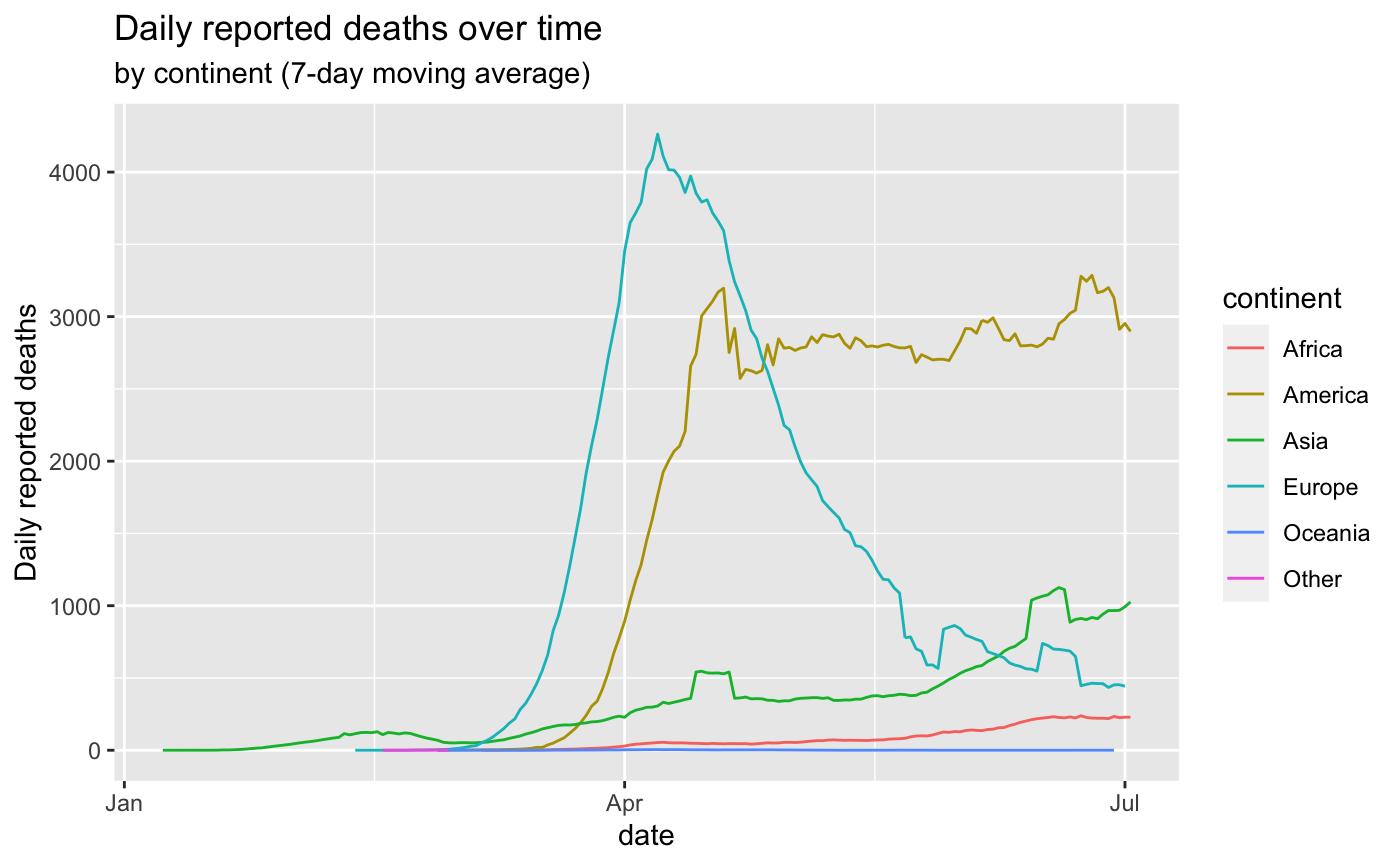 Daily reported deaths over time
by continent (7-day moving average)
Daily reported deaths
4000
3000
2000
1000
0
Jan
Apr
Jul
date
continent
Africa
America
Asia
Europe
Oceania
Other